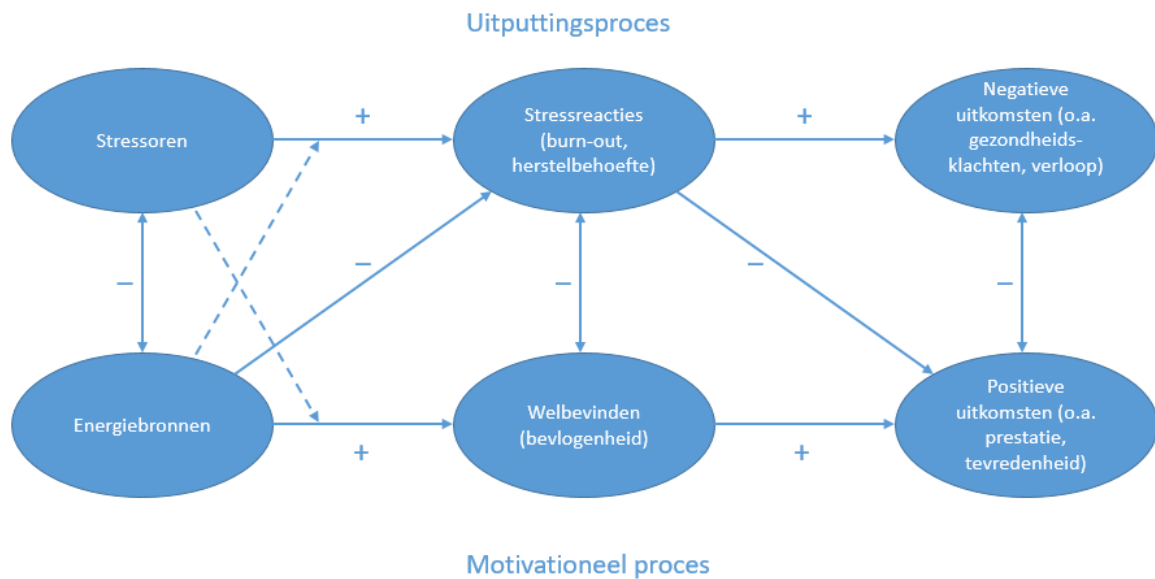 Uitputtingsproces
Stressoren
+
Stressreacties
(burn-out,
herstelbehoefte)
+
Negatieve
uitkomsten (o.a.
gezondheids-
klachten, verloop)
–
–
–
–
–
Energiebronnen
+
Welbevinden
(bevlogenheid)
+
Positieve
uitkomsten (o.a.
prestatie,
tevredenheid)
Motivationeel proces